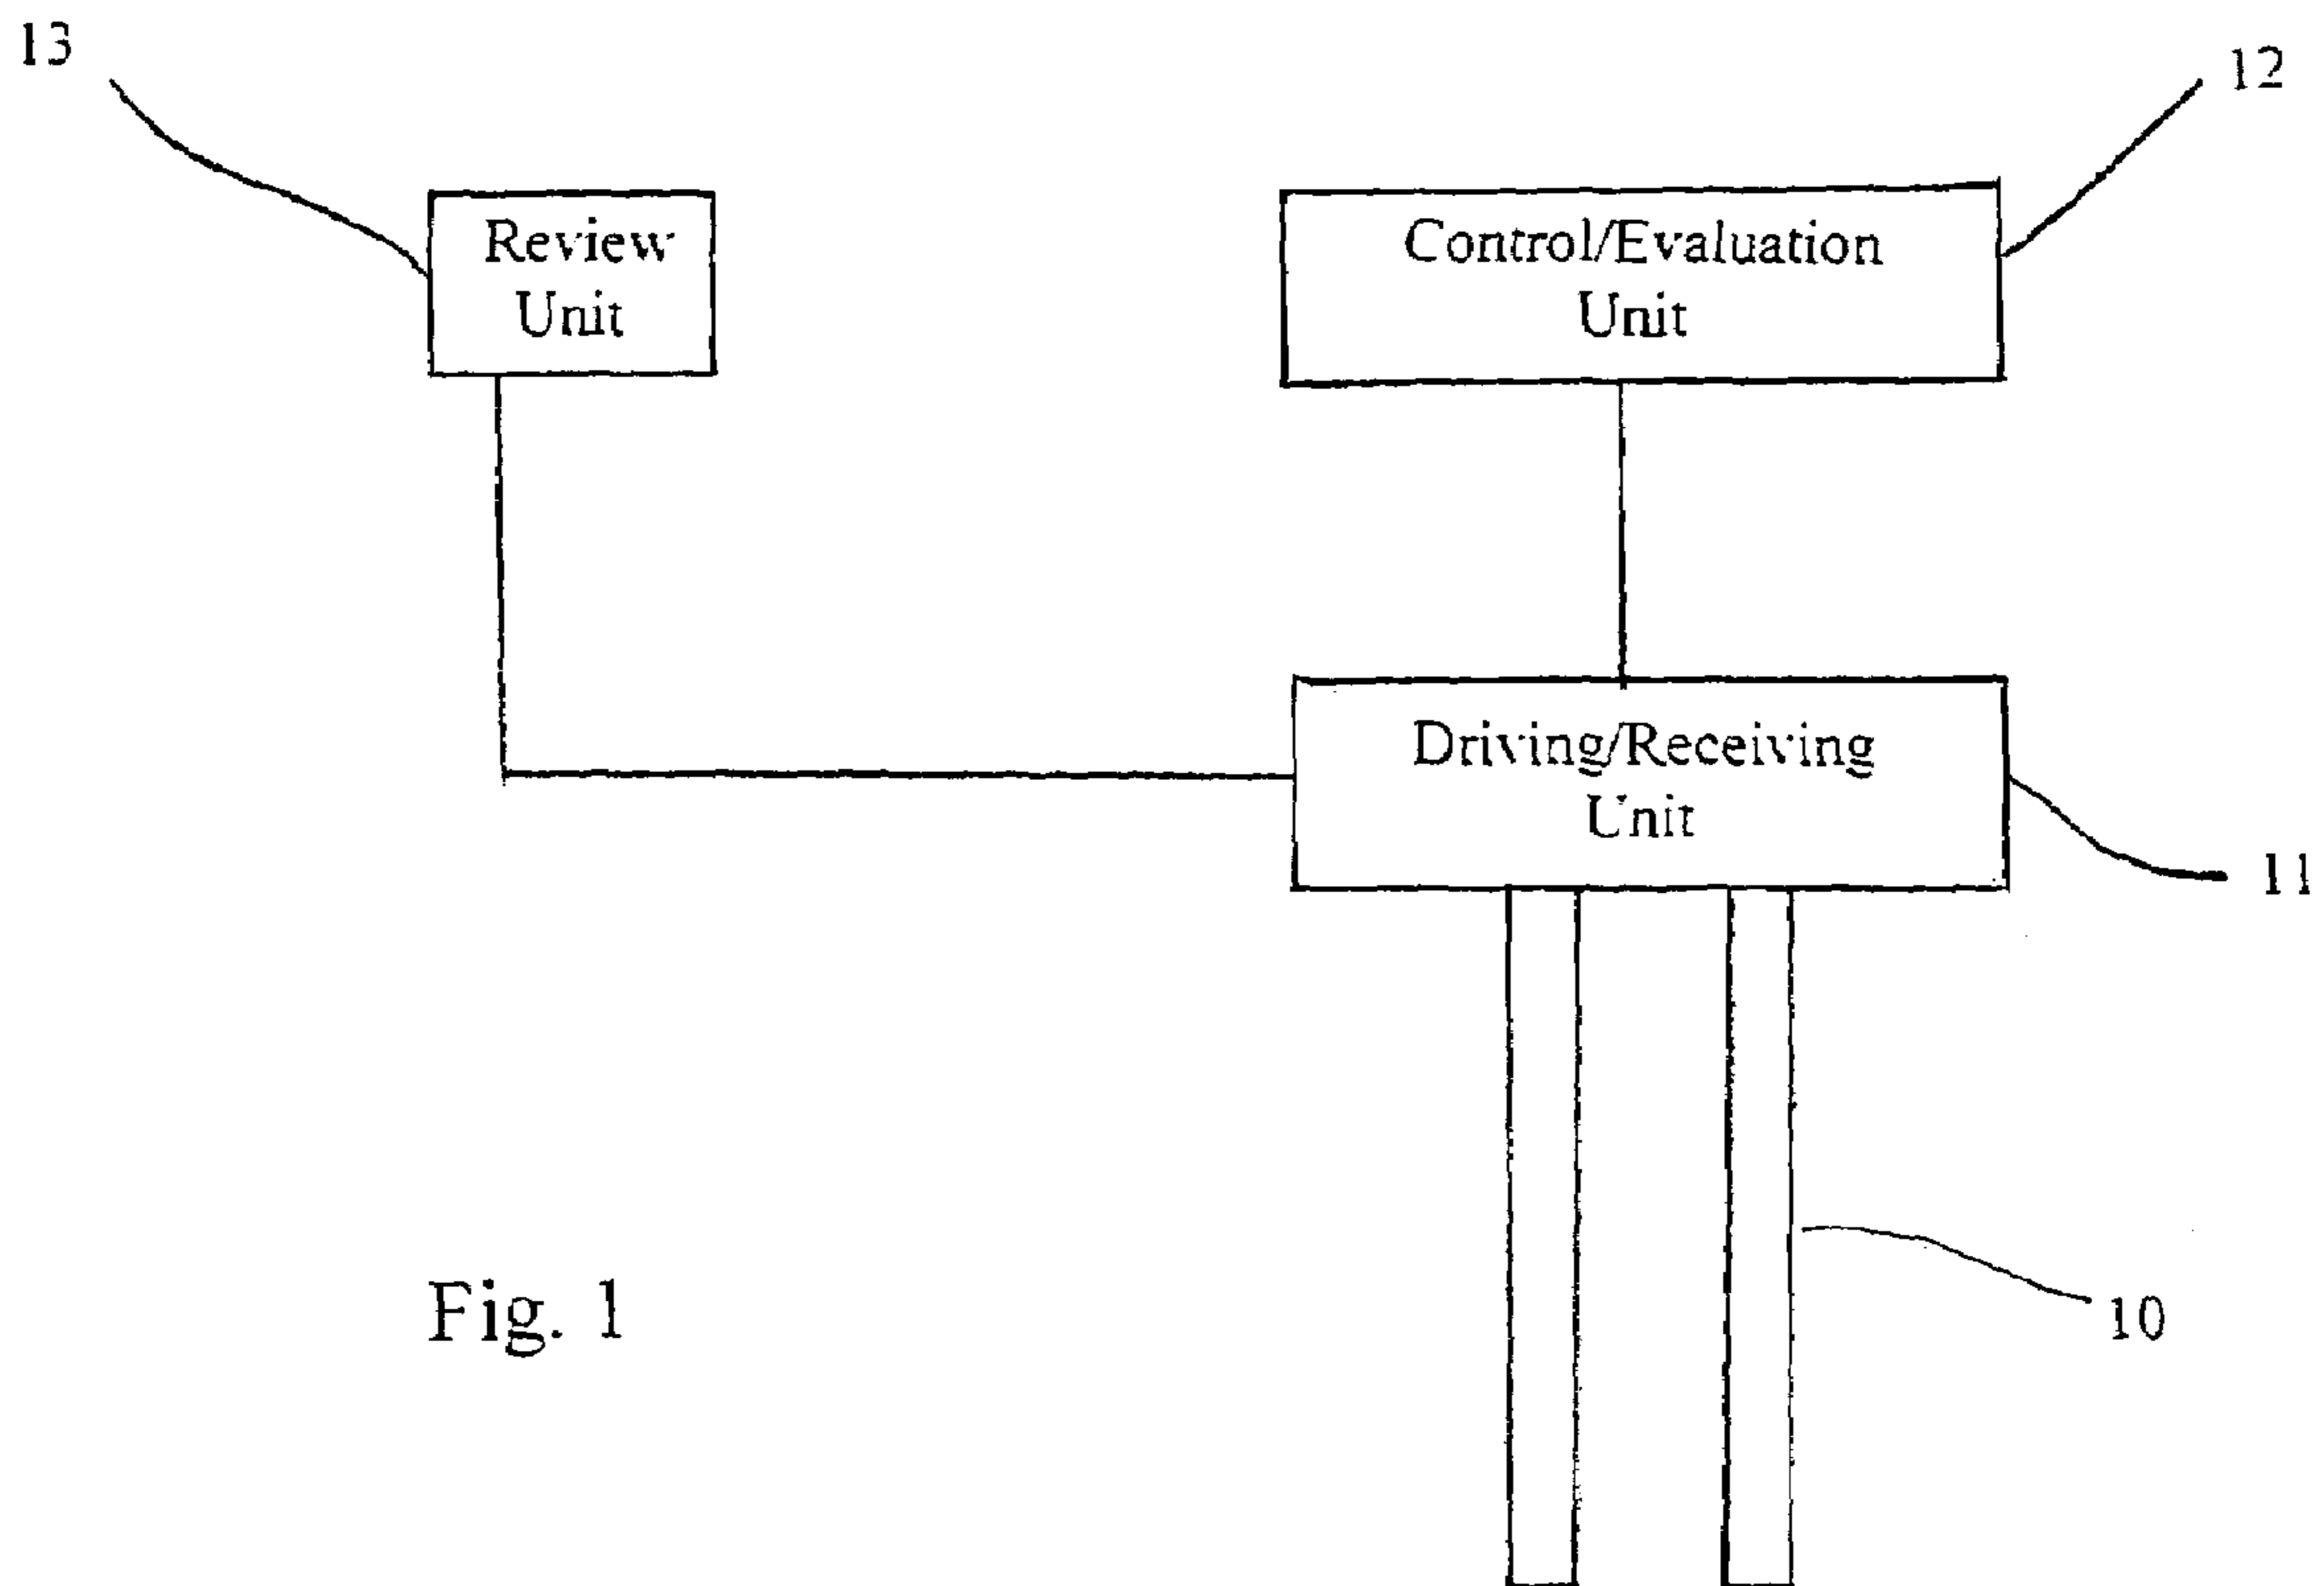 13
12
Review
Unit
Control/Evaluation
Unit
Driving/Receiving
Unit
11
10
Fig. 1